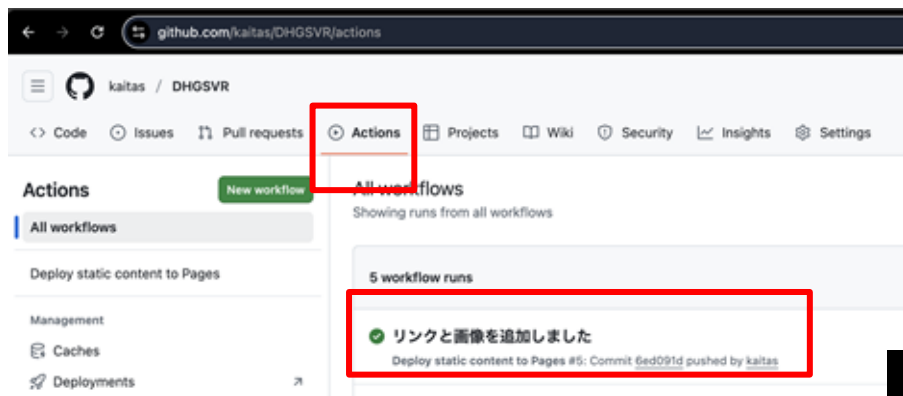 github.com/kaitas/DHGSVR/actions
kaitas / DHGSVR
Code Issues Pull requests Actions Projects Wiki Security Insights Settings
Actions New workflow
All workflows
Deploy static content to Pages
Management
Caches
Deployments
All workflows
Showing runs from all workflows
5 workflow runs
リンクと画像を追加しました
Deploy static content to Pages #5: Commit 6ed091d pushed by kaitas